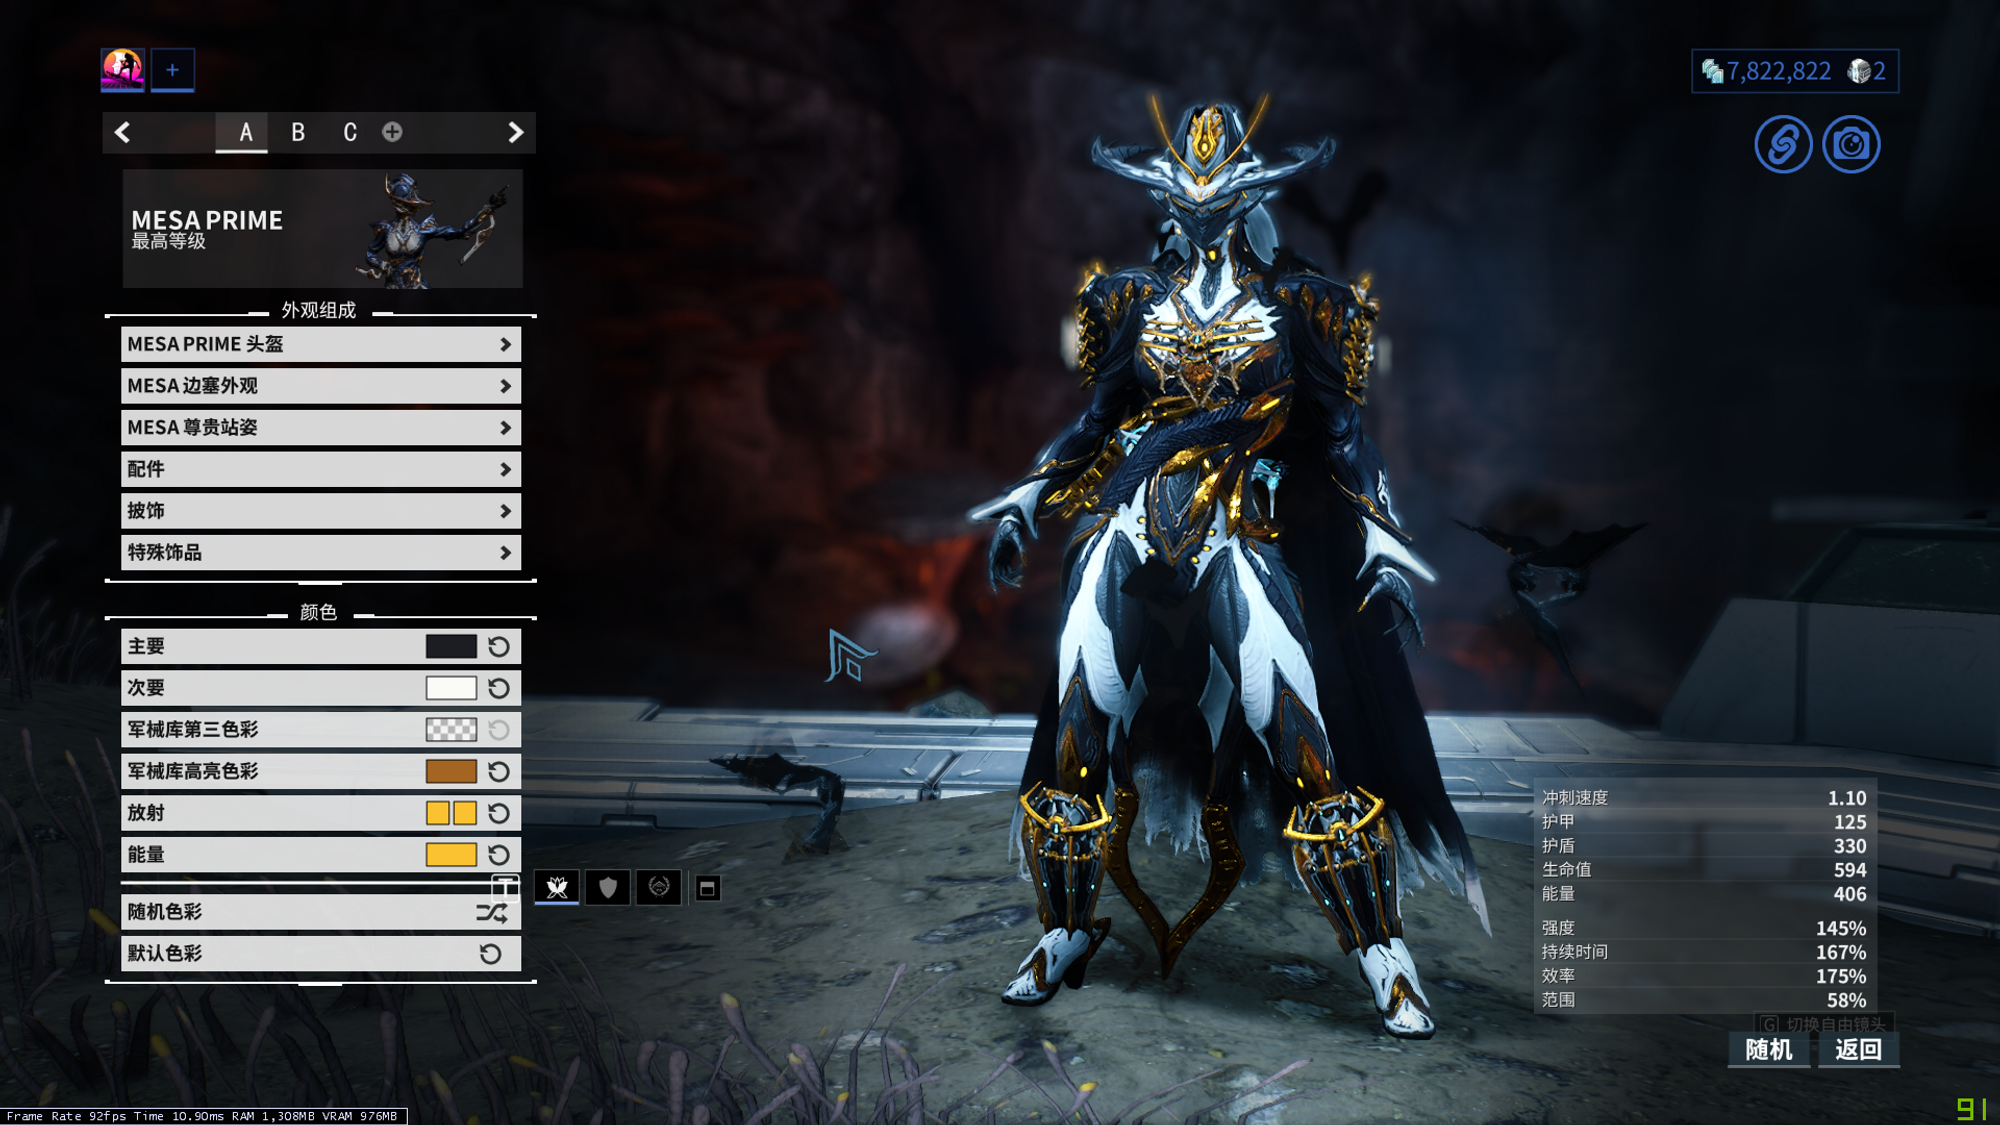 7,822,822 2
A B C
MESA PRIME
最高等级
外观组成
MESA PRIME 头盔
MESA 边塞外观
MESA 尊贵站姿
配件
披饰
特殊饰品
颜色
主要
次要
军械库第三色彩
军械库高亮色彩
放射
能量
T
随机色彩
默认色彩
冲刺速度 1.10
护甲 125
护盾 330
生命值 594
能量 406
强度 145%
持续时间 167%
效率 175%
范围 58%
G 切换自由镜头
随机 返回
Frame Rate 92fps Time 10.90ms RAM 1,308MB VRAM 976MB
91